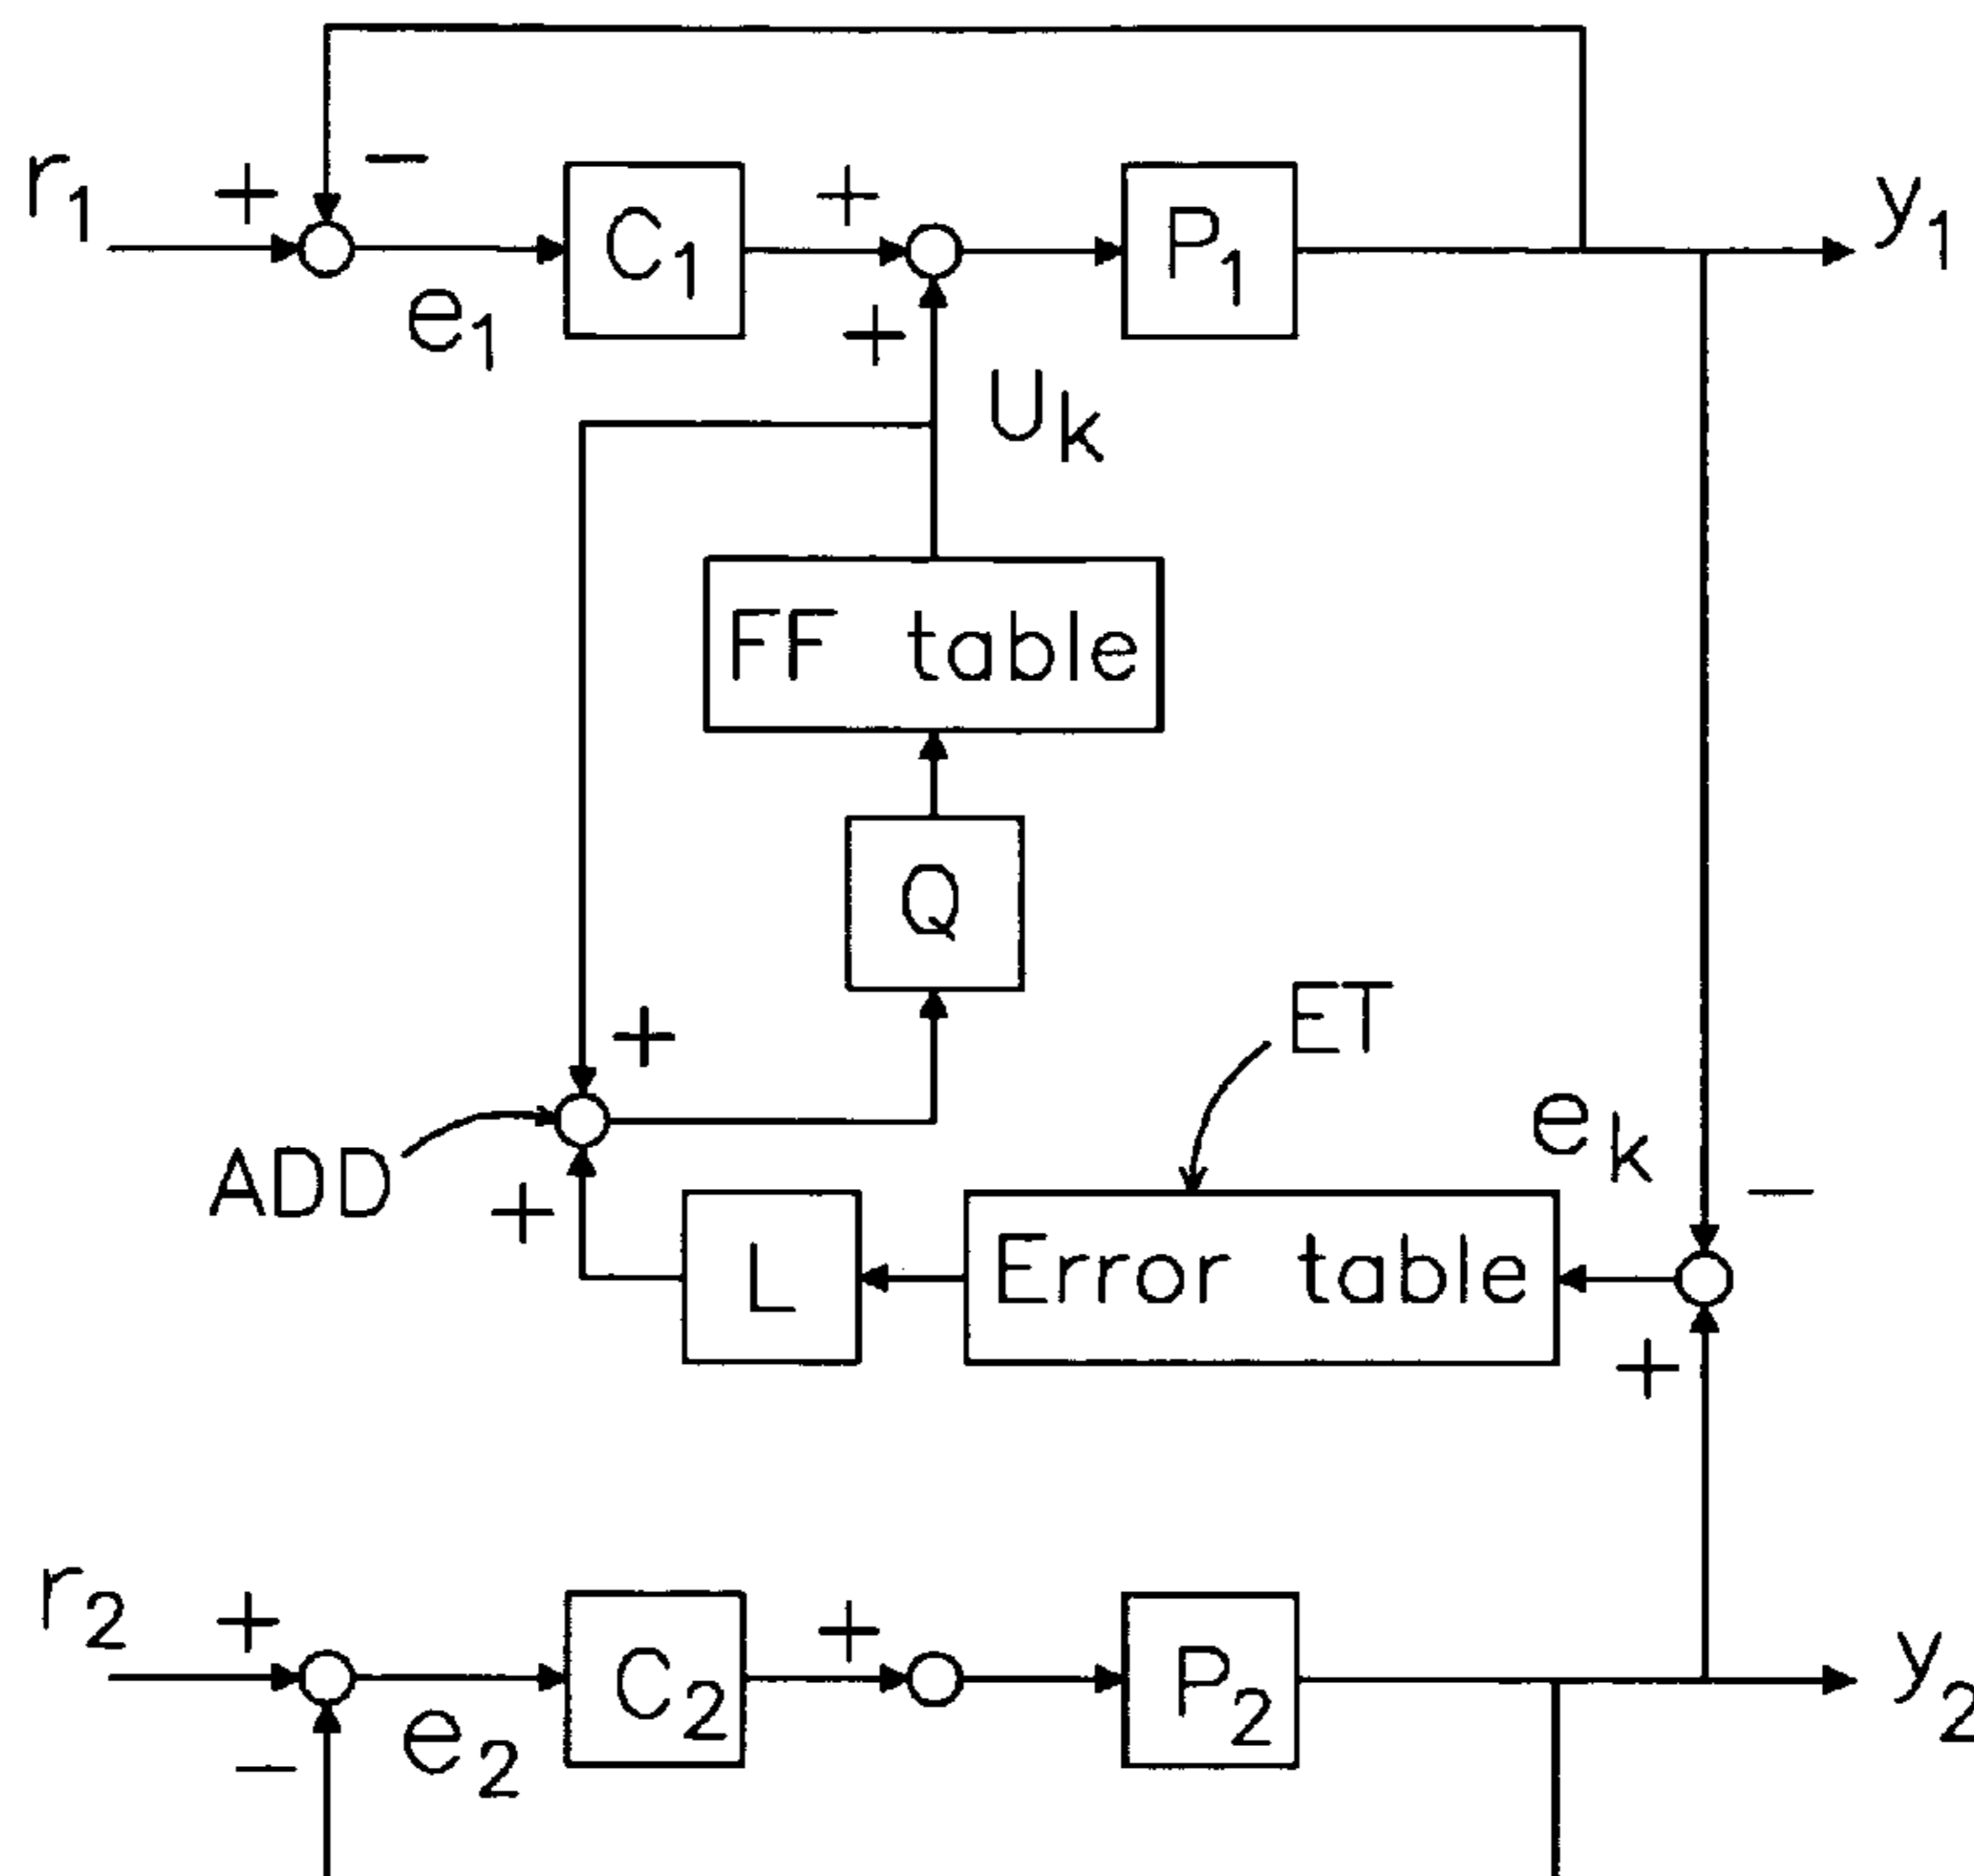 r1
+
−
e1
C1
+
+
P1
y1
Uk
FF table
Q
+
ADD
+
L
ET
Error table
ek
−
+
r2
+
−
e2
C2
+
P2
y2